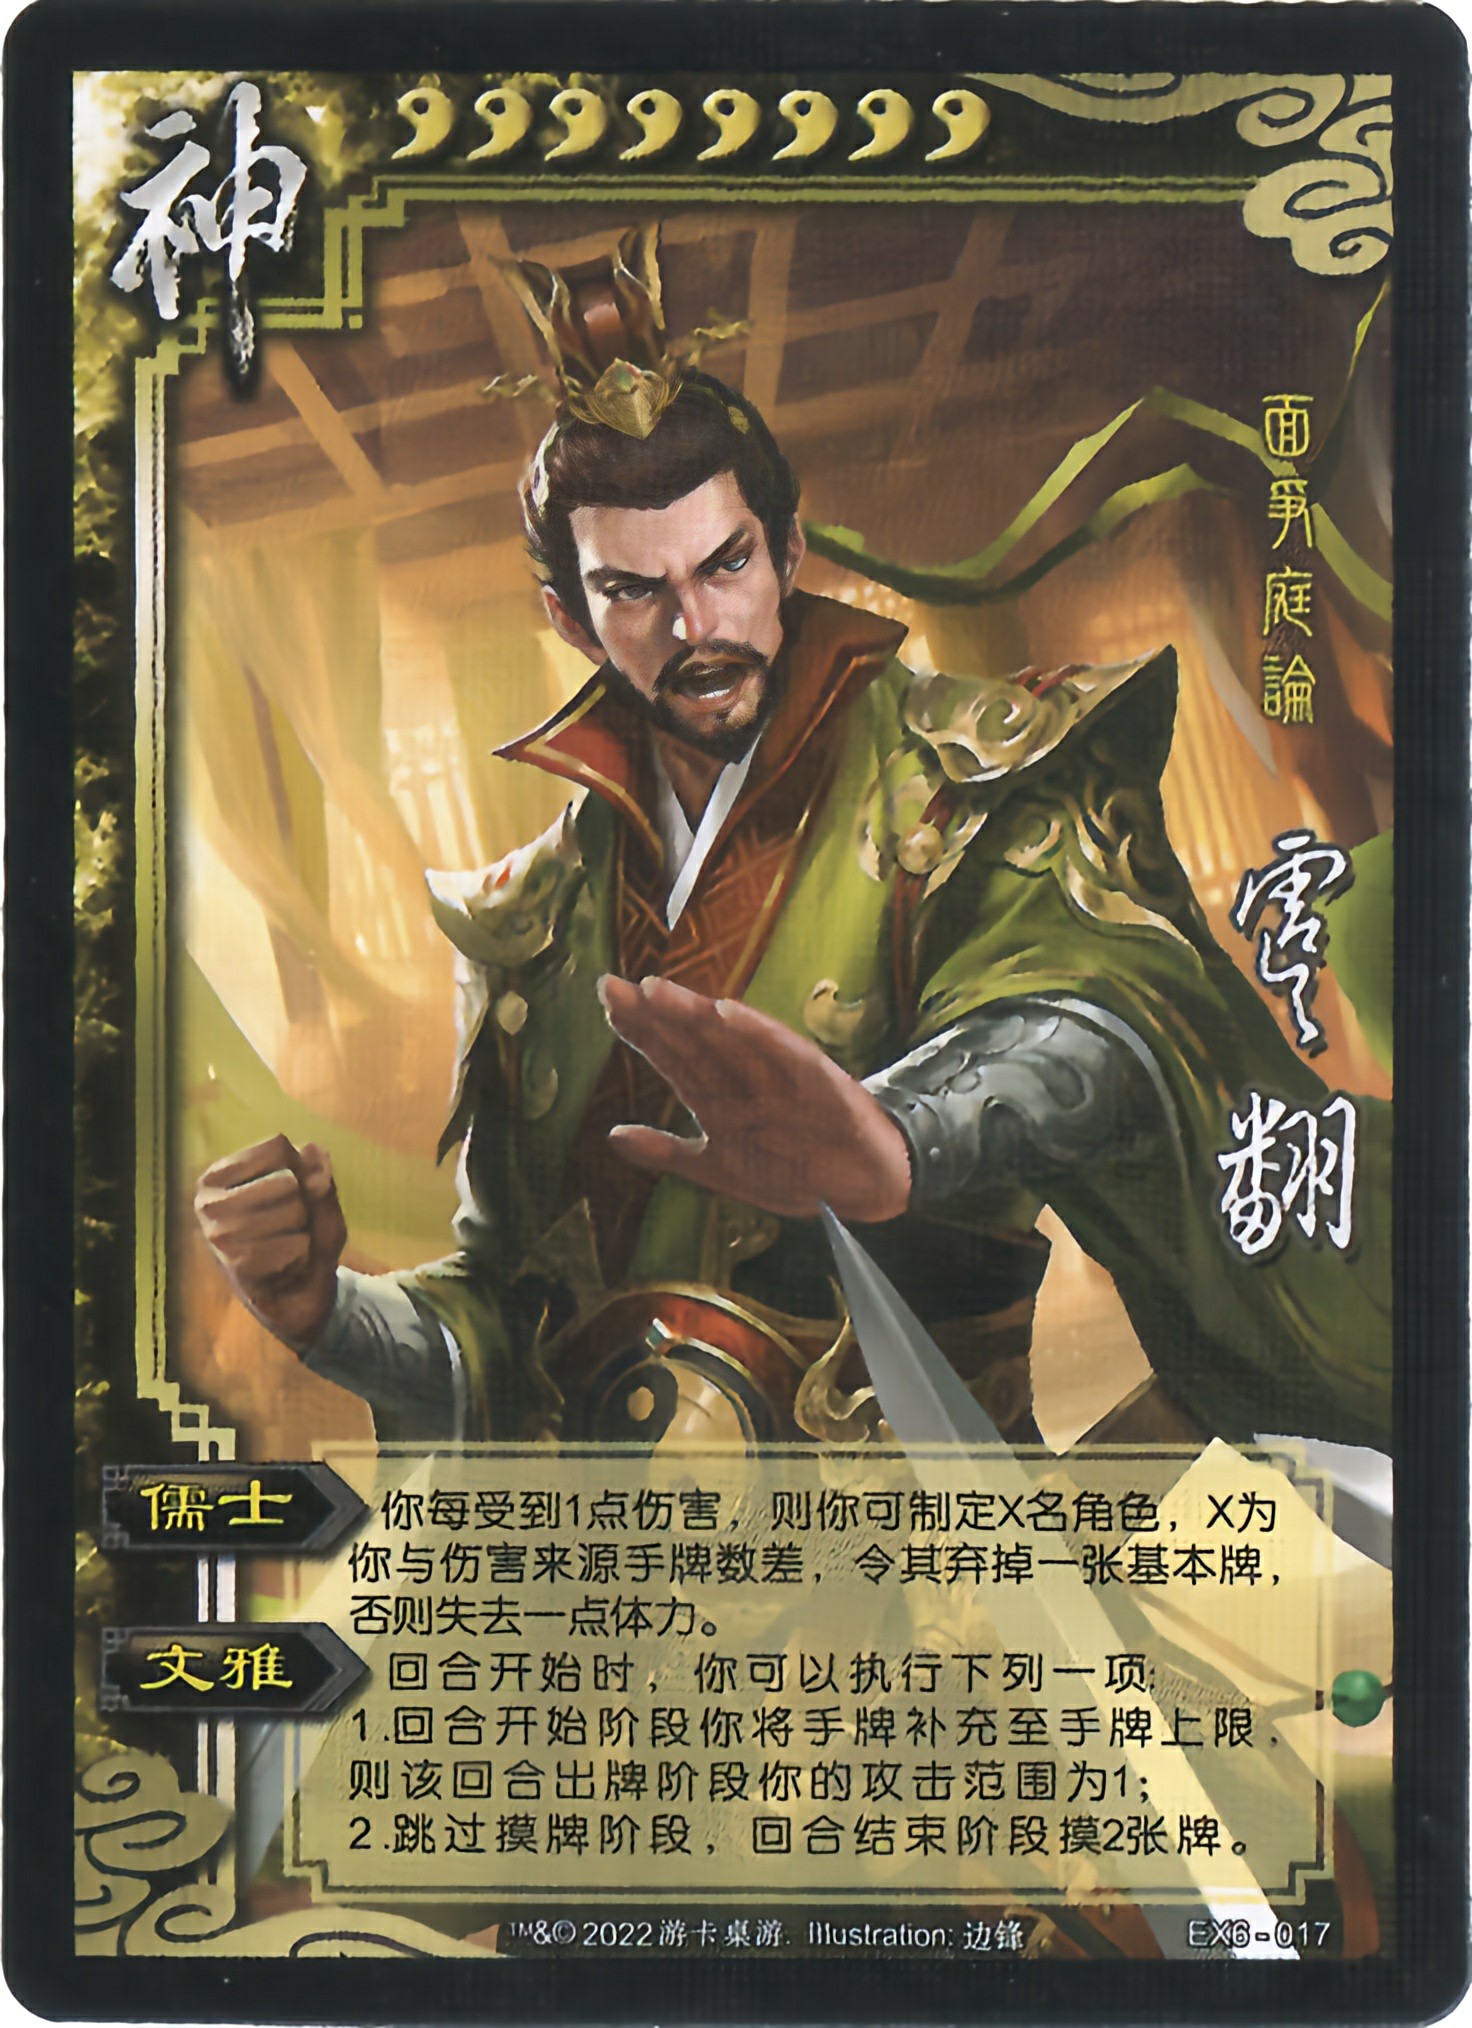 神
面爭庭論
虞翻
儒士
你每受到1点伤害，则你可制定X名角色，X为
你与伤害来源手牌数差，令其弃掉一张基本牌，
否则失去一点体力。
文雅
回合开始时，你可以执行下列一项:
1.回合开始阶段你将手牌补充至手牌上限，
则该回合出牌阶段你的攻击范围为1；
2.跳过摸牌阶段，回合结束阶段摸2张牌。
™&© 2022游卡桌游. Illustration: 边锋
EX6-017